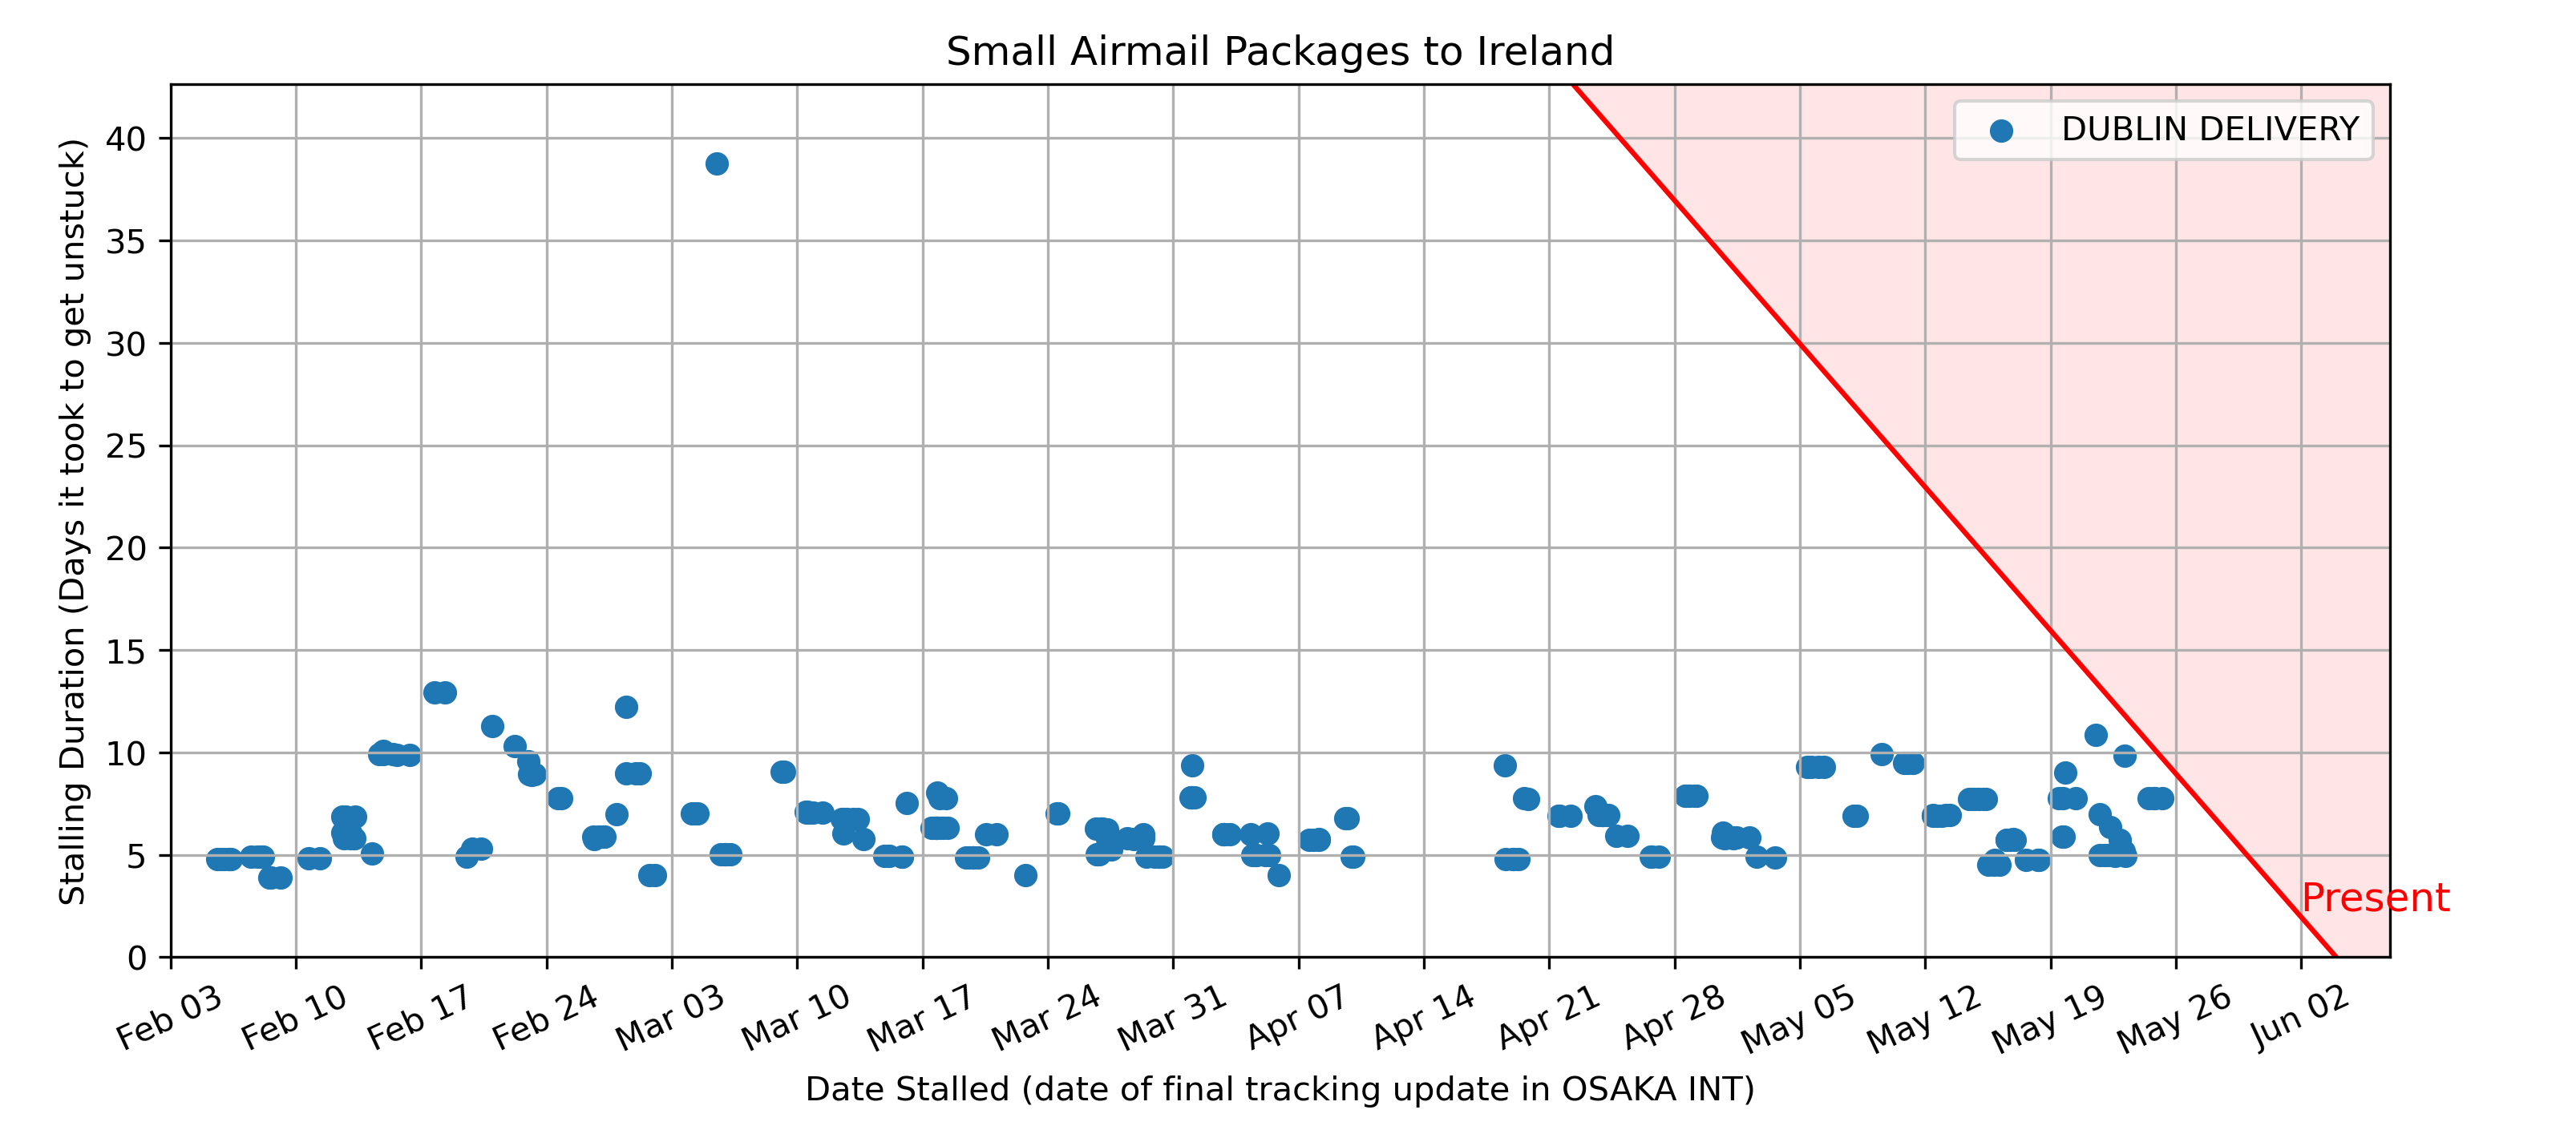 Small Airmail Packages to Ireland
DUBLIN DELIVERY
Stalling Duration (Days it took to get unstuck)
40
35
30
25
20
15
10
5
0
Present
Feb 03
Feb 10
Feb 17
Feb 24
Mar 03
Mar 10
Mar 17
Mar 24
Mar 31
Apr 07
Apr 14
Apr 21
Apr 28
May 05
May 12
May 19
May 26
Jun 02
Date Stalled (date of final tracking update in OSAKA INT)